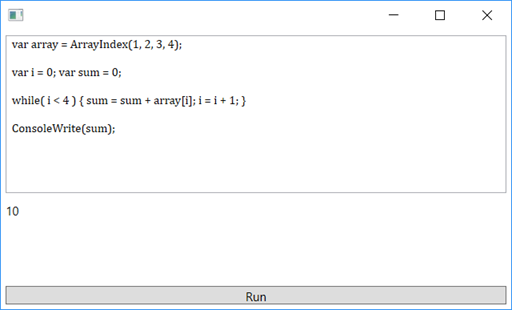 var array = ArrayIndex(1, 2, 3, 4);
var i = 0; var sum = 0;
while( i < 4 ) { sum = sum + array[i]; i = i + 1; }
ConsoleWrite(sum);
10
Run